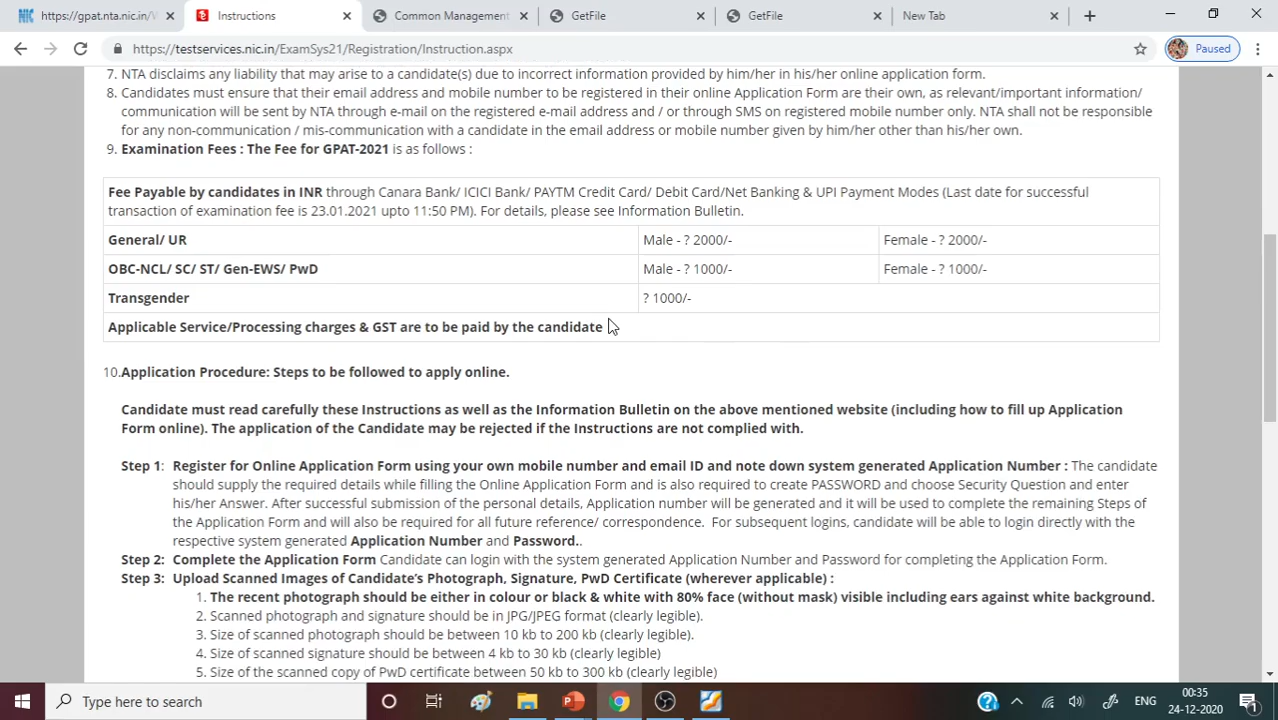 https://gpat.nta.nic.in/W
Instructions
Common Management
GetFile
GetFile
New Tab
https://testservices.nic.in/ExamSys21/Registration/Instruction.aspx
Paused
7. NTA disclaims any liability that may arise to a candidate(s) due to incorrect information provided by him/her in his/her online application form.
8. Candidates must ensure that their email address and mobile number to be registered in their online Application Form are their own, as relevant/important information/
communication will be sent by NTA through e-mail on the registered e-mail address and / or through SMS on registered mobile number only. NTA shall not be responsible
for any non-communication / mis-communication with a candidate in the email address or mobile number given by him/her other than his/her own.
9. Examination Fees : The Fee for GPAT-2021 is as follows :
Fee Payable by candidates in INR through Canara Bank/ ICICI Bank/ PAYTM Credit Card/ Debit Card/Net Banking & UPI Payment Modes (Last date for successful
transaction of examination fee is 23.01.2021 upto 11:50 PM). For details, please see Information Bulletin.
General/ UR Male - ? 2000/- Female - ? 2000/-
OBC-NCL/ SC/ ST/ Gen-EWS/ PwD Male - ? 1000/- Female - ? 1000/-
Transgender ? 1000/-
Applicable Service/Processing charges & GST are to be paid by the candidate
10. Application Procedure: Steps to be followed to apply online.
Candidate must read carefully these Instructions as well as the Information Bulletin on the above mentioned website (including how to fill up Application
Form online). The application of the Candidate may be rejected if the Instructions are not complied with.
Step 1: Register for Online Application Form using your own mobile number and email ID and note down system generated Application Number : The candidate
should supply the required details while filling the Online Application Form and is also required to create PASSWORD and choose Security Question and enter
his/her Answer. After successful submission of the personal details, Application number will be generated and it will be used to complete the remaining Steps of
the Application Form and will also be required for all future reference/ correspondence. For subsequent logins, candidate will be able to login directly with the
respective system generated Application Number and Password..
Step 2: Complete the Application Form Candidate can login with the system generated Application Number and Password for completing the Application Form.
Step 3: Upload Scanned Images of Candidate's Photograph, Signature, PwD Certificate (wherever applicable) :
1. The recent photograph should be either in colour or black & white with 80% face (without mask) visible including ears against white background.
2. Scanned photograph and signature should be in JPG/JPEG format (clearly legible).
3. Size of scanned photograph should be between 10 kb to 200 kb (clearly legible).
4. Size of scanned signature should be between 4 kb to 30 kb (clearly legible)
5. Size of the scanned copy of PwD certificate between 50 kb to 300 kb (clearly legible)
Type here to search
ENG
00:35
24-12-2020
1